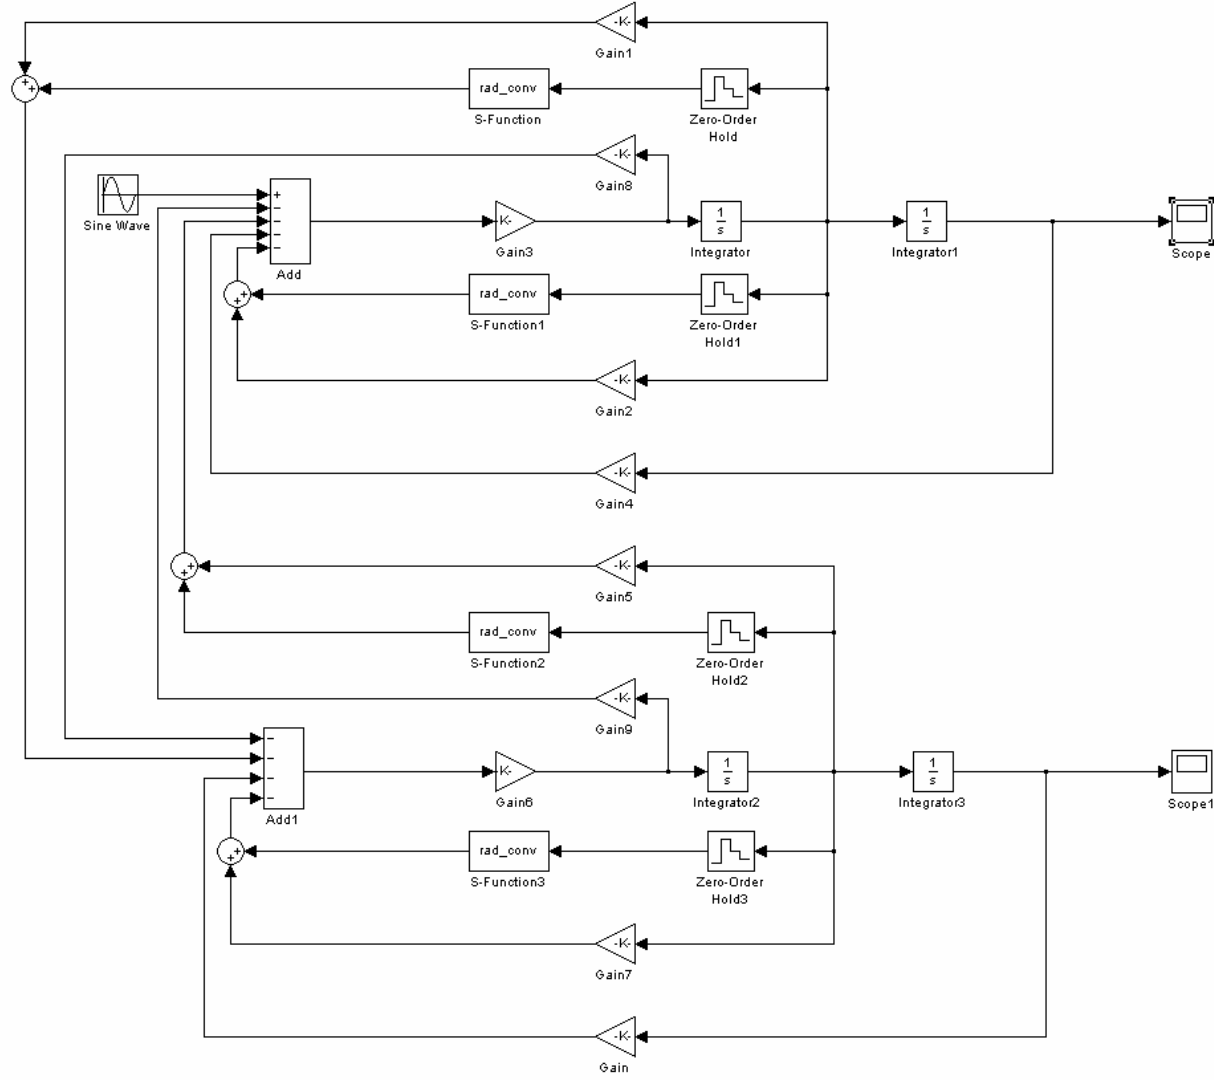 -K-
Gain1
rad_conv
S-Function
Zero-Order
Hold
-K-
Gain8
Sine Wave
Add
K-
Gain3
1
s
Integrator
1
s
Integrator1
Scope
rad_conv
S-Function1
Zero-Order
Hold1
-K-
Gain2
-K-
Gain4
-K-
Gain5
rad_conv
S-Function2
Zero-Order
Hold2
-K-
Gain9
Add1
K-
Gain6
1
s
Integrator2
1
s
Integrator3
Scope1
rad_conv
S-Function3
Zero-Order
Hold3
-K-
Gain7
-K-
Gain